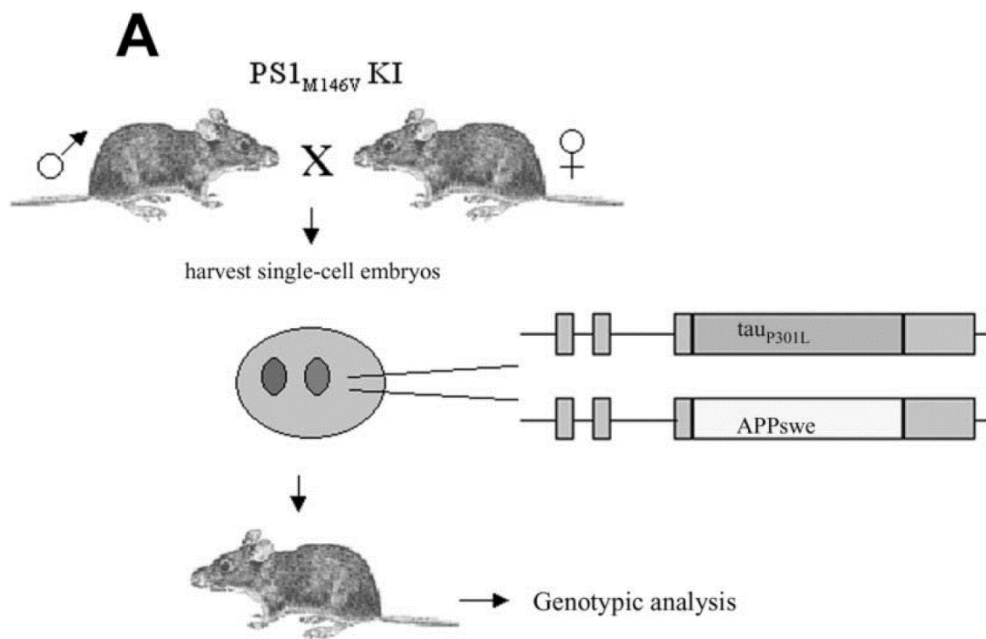 A
PS1M146V KI
♂ X ♀
harvest single-cell embryos
tauP301L
APPswe
Genotypic analysis